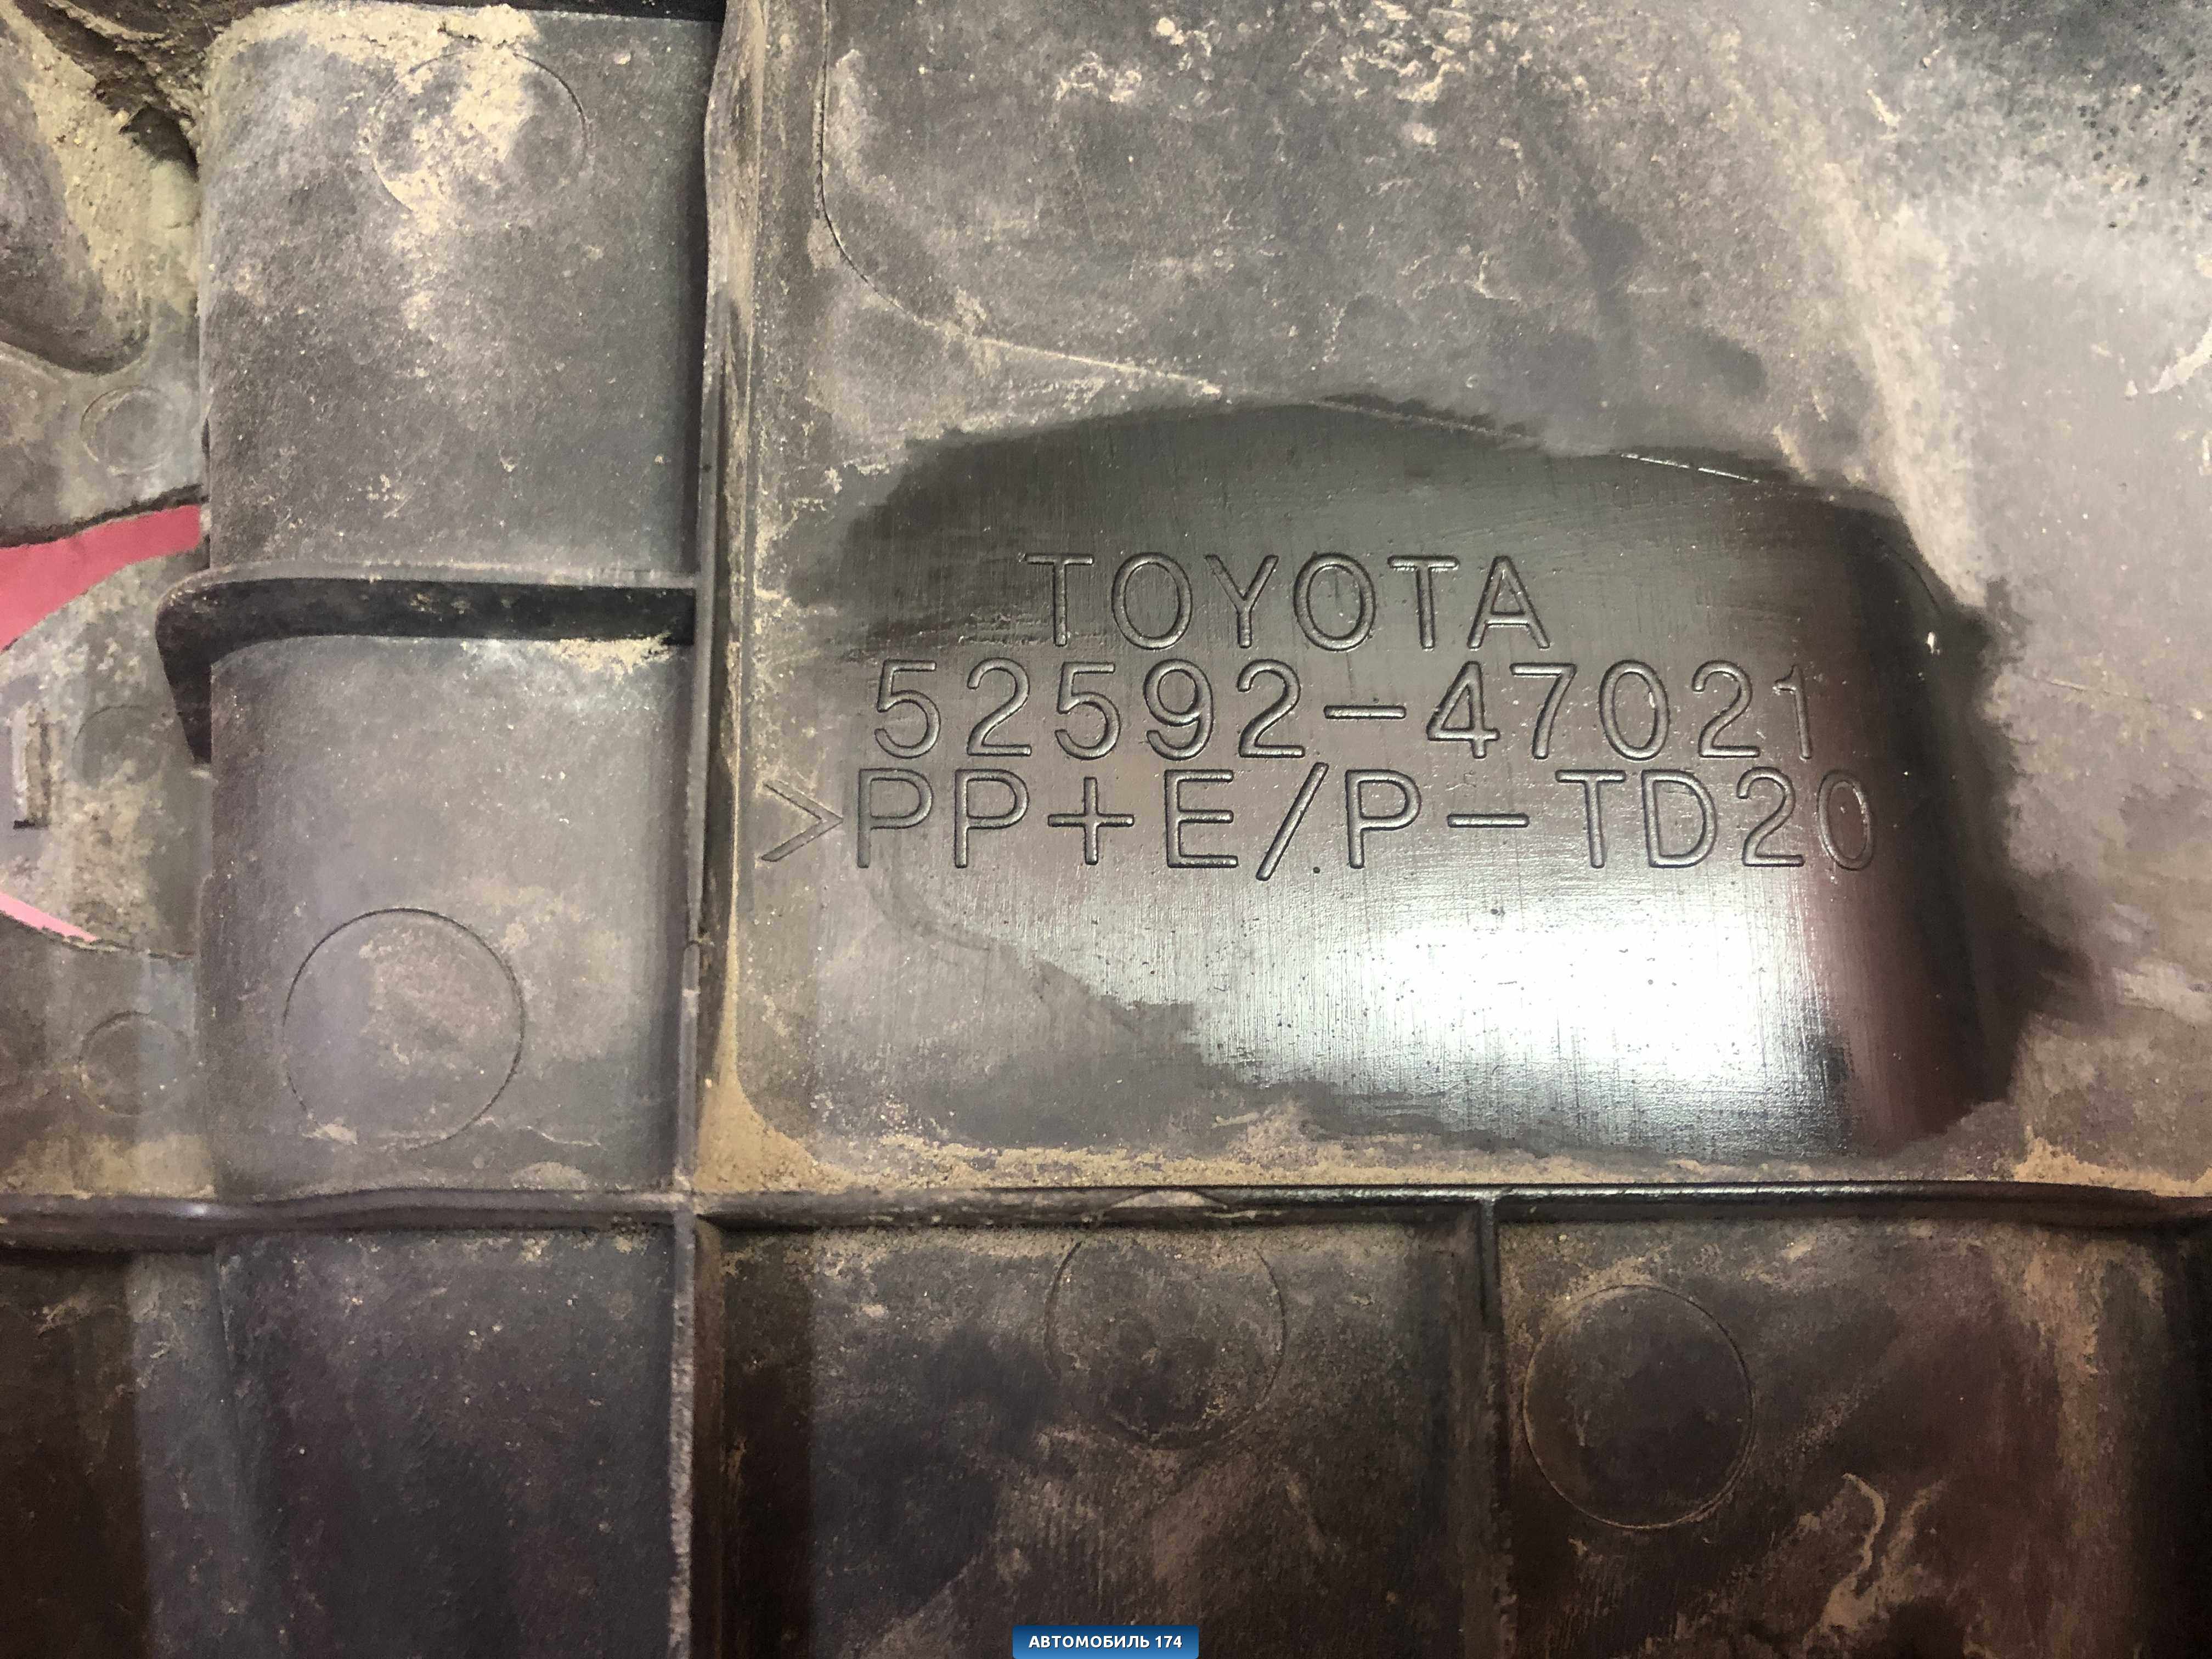 TOYOTA
52592-47021
>PP+E/P-TD20
АВТОМОБИЛЬ 174